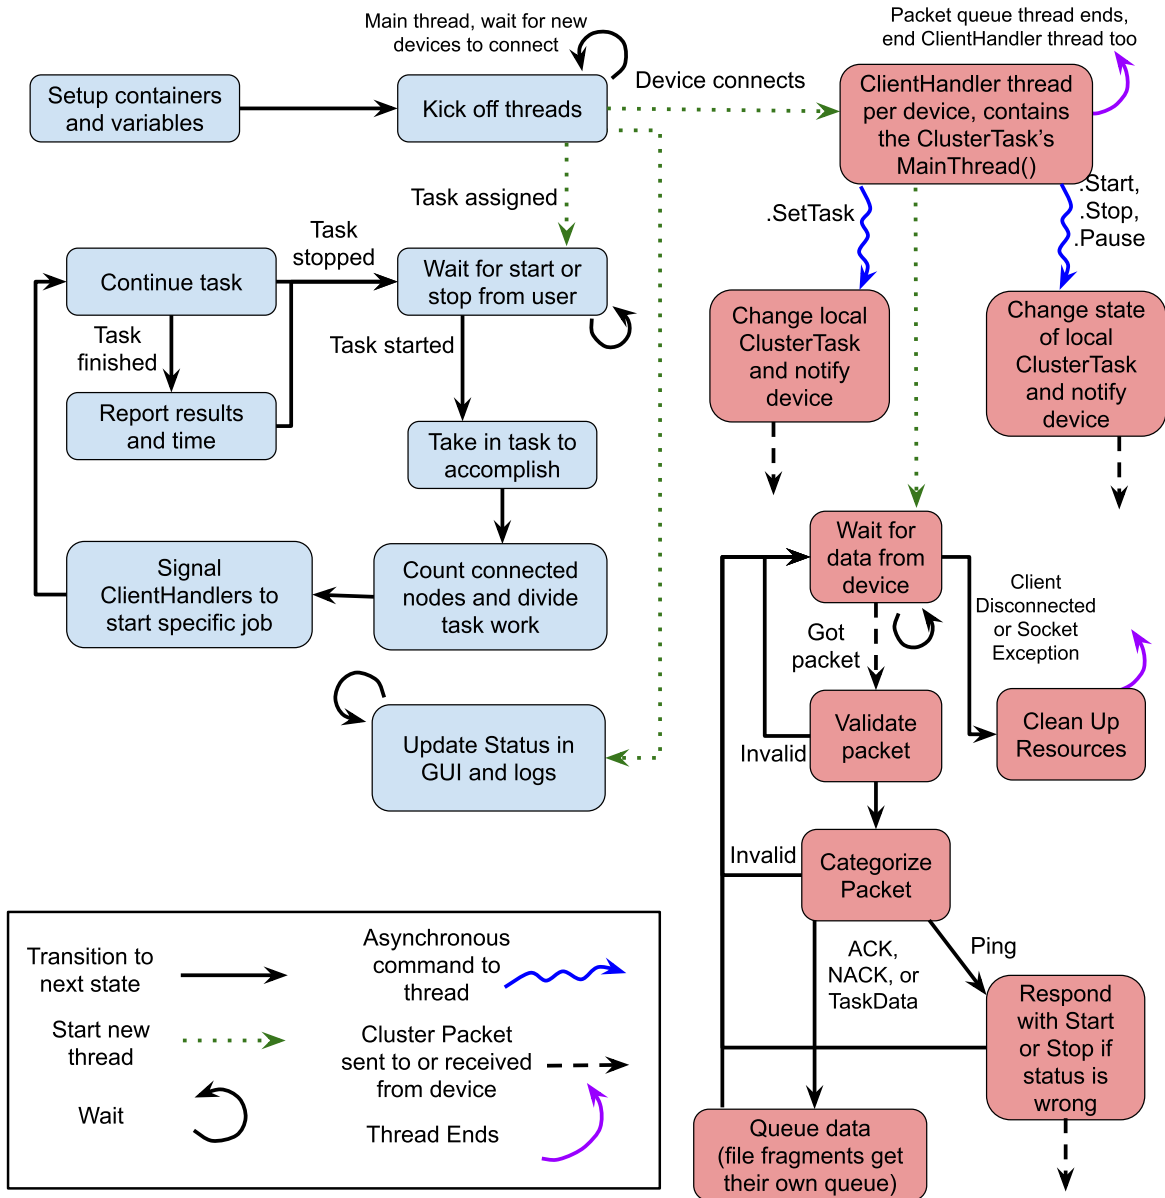 Main thread, wait for new
devices to connect
Packet queue thread ends,
end ClientHandler thread too
Setup containers
and variables
Kick off threads
Device connects
ClientHandler thread
per device, contains
the ClusterTask's
MainThread()
Task assigned
.SetTask
.Start,
.Stop,
.Pause
Task
stopped
Continue task
Wait for start or
stop from user
Change local
ClusterTask
and notify
device
Change state
of local
ClusterTask
and notify
device
Task
finished
Task started
Report results
and time
Take in task to
accomplish
Wait for
data from
device
Signal
ClientHandlers to
start specific job
Count connected
nodes and divide
task work
Client
Disconnected
or Socket
Exception
Got
packet
Update Status in
GUI and logs
Validate
packet
Clean Up
Resources
Invalid
Invalid
Categorize
Packet
ACK,
NACK, or
TaskData
Ping
Respond
with Start
or Stop if
status is
wrong
Queue data
(file fragments get
their own queue)
Transition to
next state
Asynchronous
command to
thread
Start new
thread
Cluster Packet
sent to or received
from device
Wait
Thread Ends